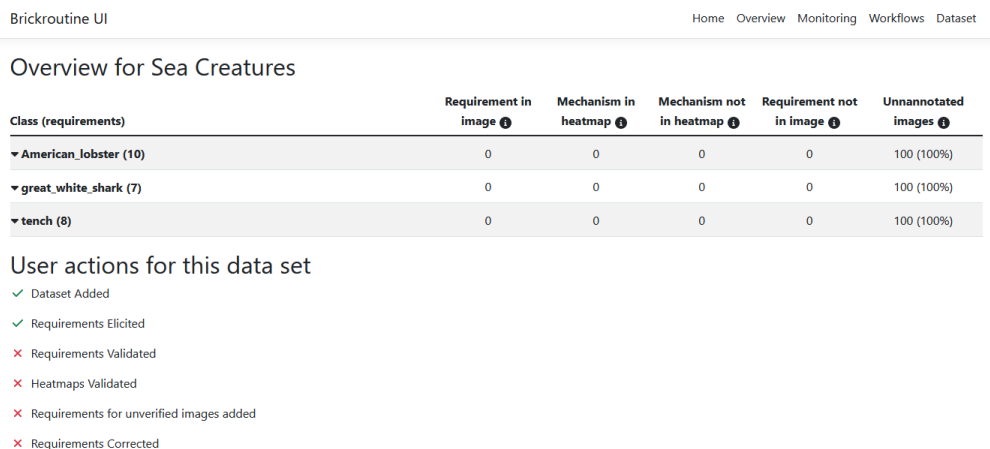 Brickroutine UI
Home Overview Monitoring Workflows Dataset
Overview for Sea Creatures
Class (requirements) Requirement in image Mechanism in heatmap Mechanism not in heatmap Requirement not in image Unnannotated images
American_lobster (10) 0 0 0 0 100 (100%)
great_white_shark (7) 0 0 0 0 100 (100%)
tench (8) 0 0 0 0 100 (100%)
User actions for this data set
Dataset Added
Requirements Elicited
Requirements Validated
Heatmaps Validated
Requirements for unverified images added
Requirements Corrected